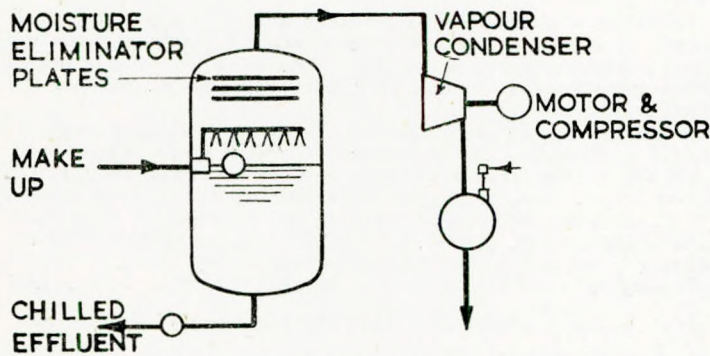 MOISTURE
ELIMINATOR
PLATES
VAPOUR
CONDENSER
MOTOR &
COMPRESSOR
MAKE
UP
CHILLED
EFFLUENT